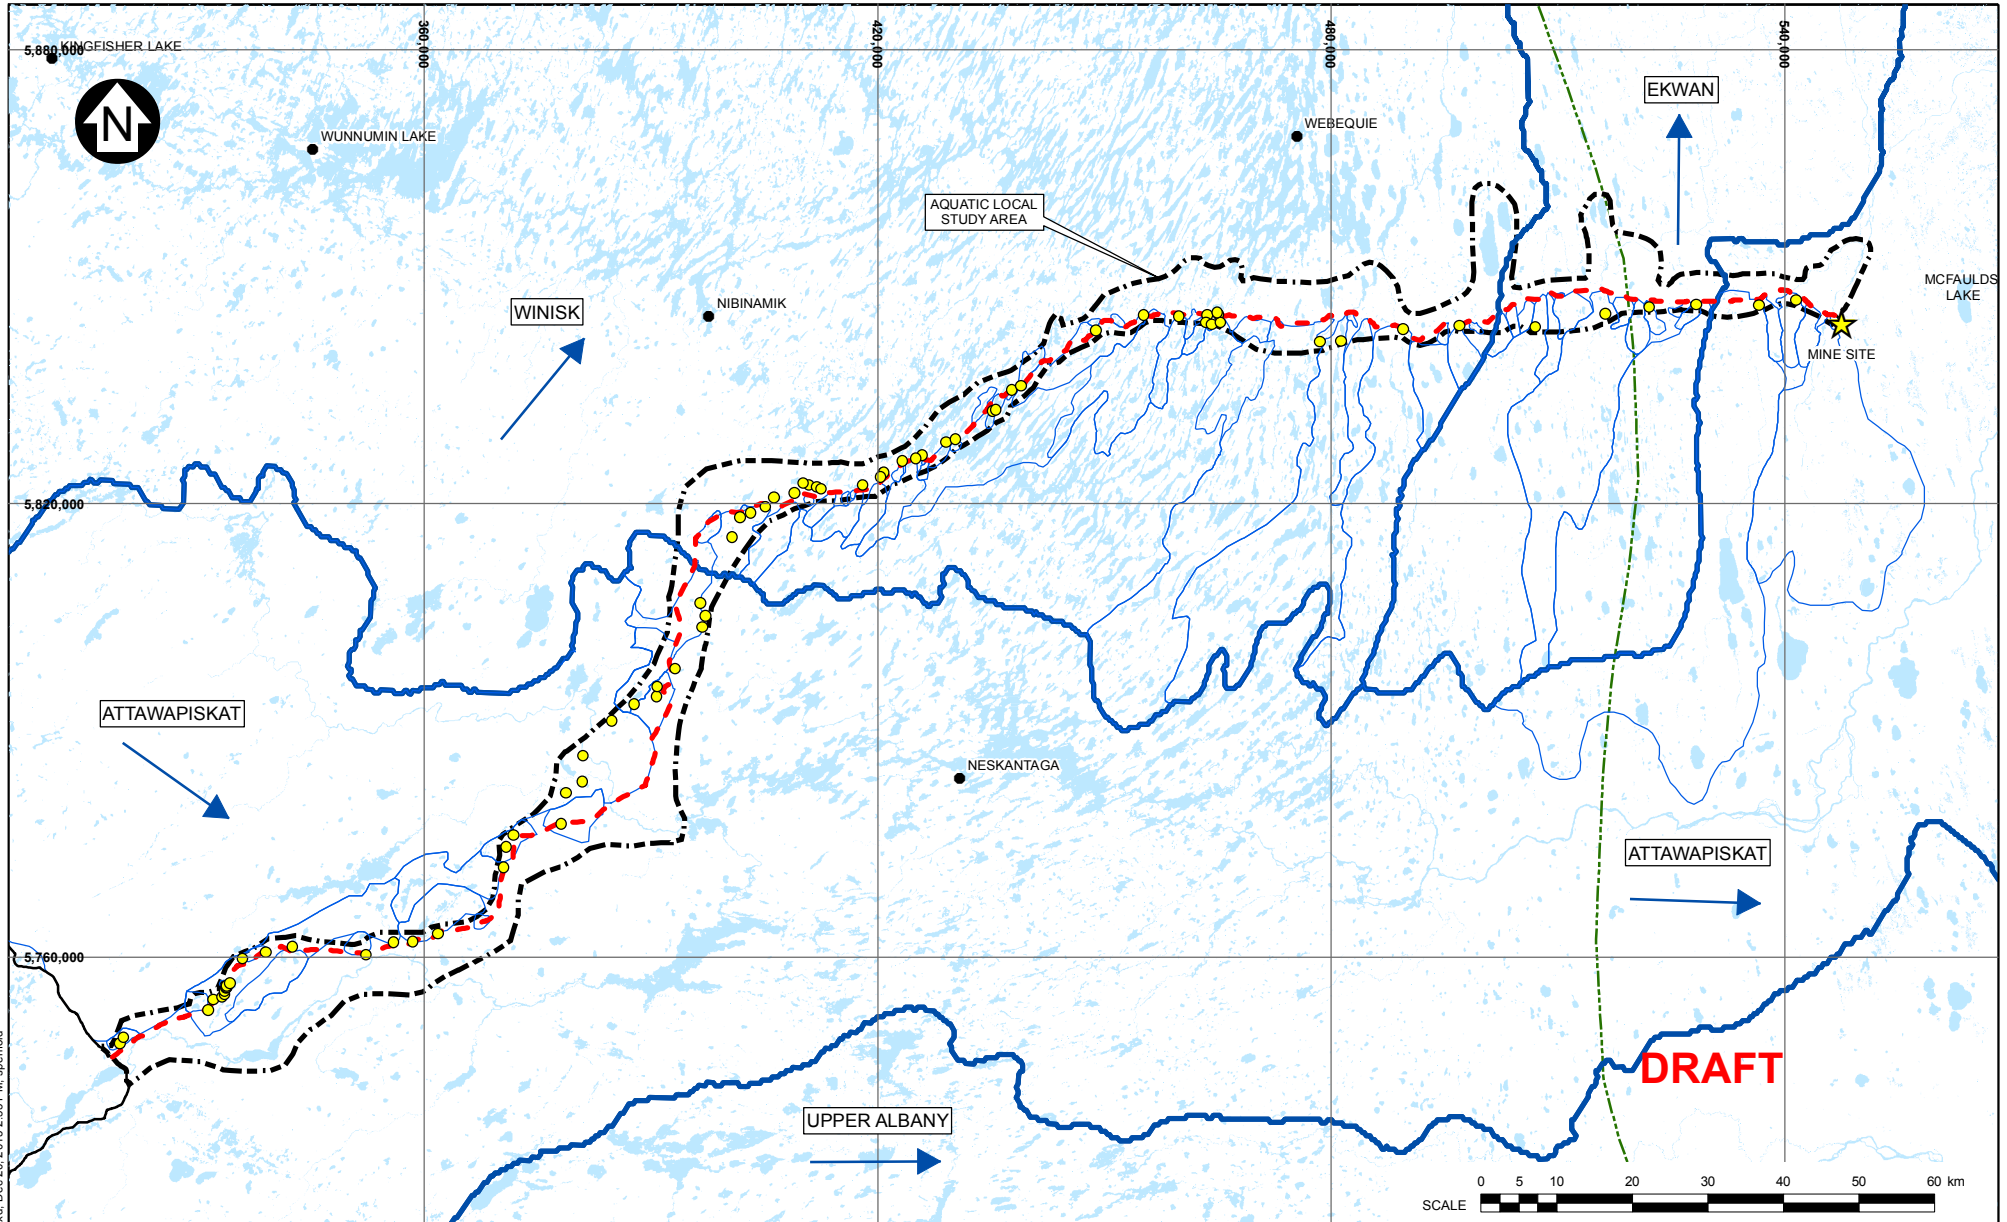 360,000
420,000
480,000
540,000
5,880,000
KINGFISHER LAKE
N
WUNNUMIN LAKE
WEBEQUIE
EKWAN
AQUATIC LOCAL
STUDY AREA
MCFAULDS
LAKE
WINISK
NIBINAMIK
MINE SITE
5,820,000
ATTAWAPISKAT
NESKANTAGA
ATTAWAPISKAT
5,760,000
DRAFT
UPPER ALBANY
0 5 10 20 30 40 50 60 km
SCALE